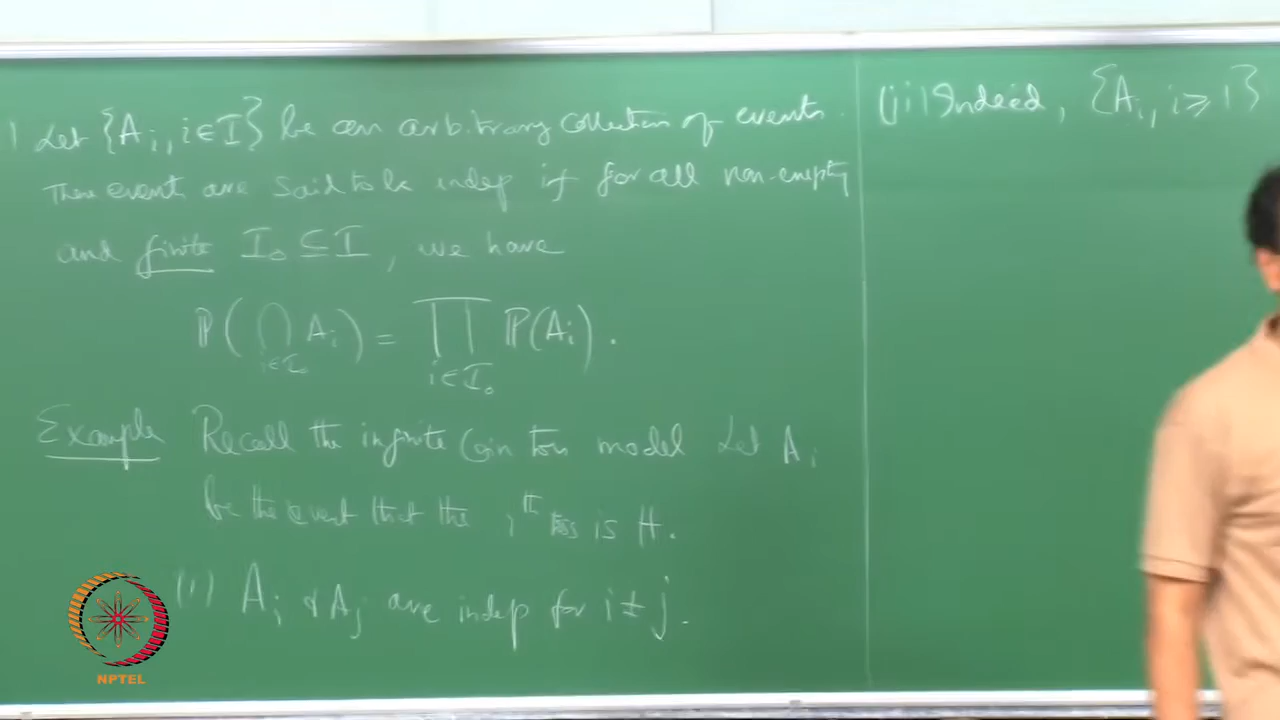 ) Let {A_i, i∈I} be an arbitrary collection of events.
These event are said to be indep if for all non-empty
and finite I_0 ⊆ I, we have
ℙ(⋂_{i∈I_0} A_i) = ∏_{i∈I_0} ℙ(A_i).
Example Recall the infinite Coin toss model Let A_i
be the event that the i^th toss is H.
(i) A_i & A_j are indep for i ≠ j.
(ii) Indeed, {A_i, i ≥ 1}
NPTEL